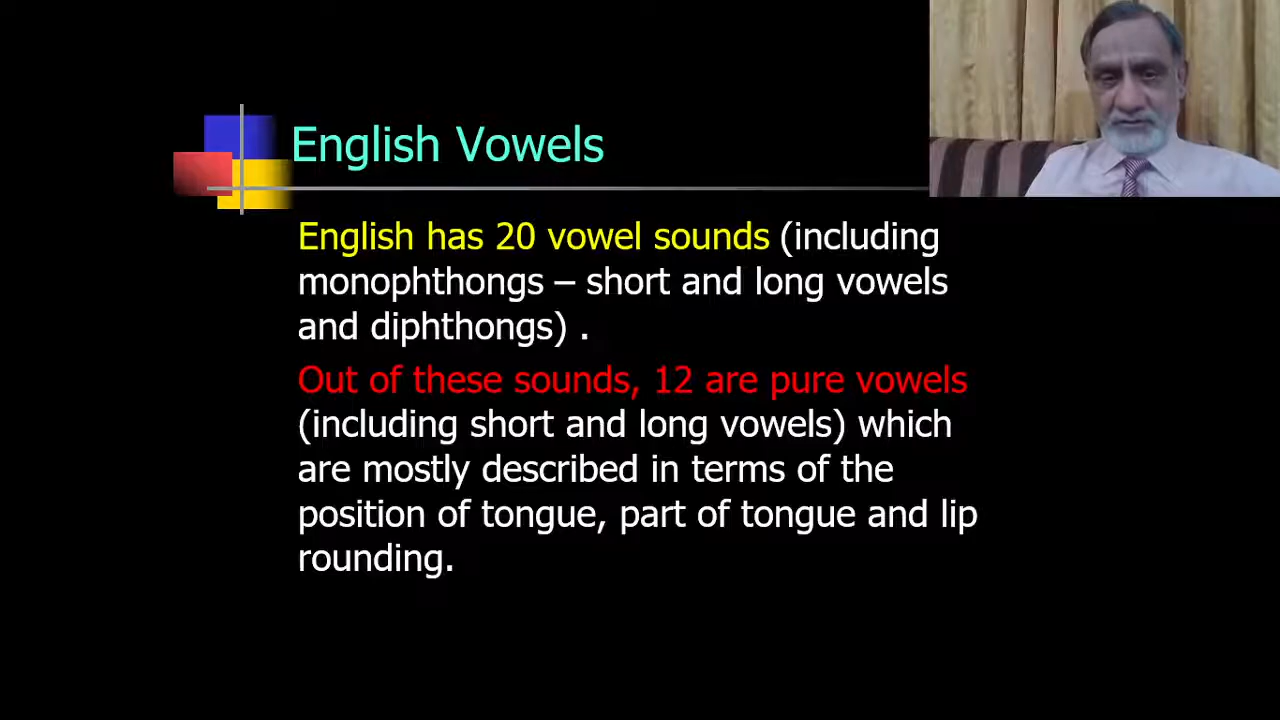 English Vowels
English has 20 vowel sounds (including
monophthongs – short and long vowels
and diphthongs) .
Out of these sounds, 12 are pure vowels
(including short and long vowels) which
are mostly described in terms of the
position of tongue, part of tongue and lip
rounding.